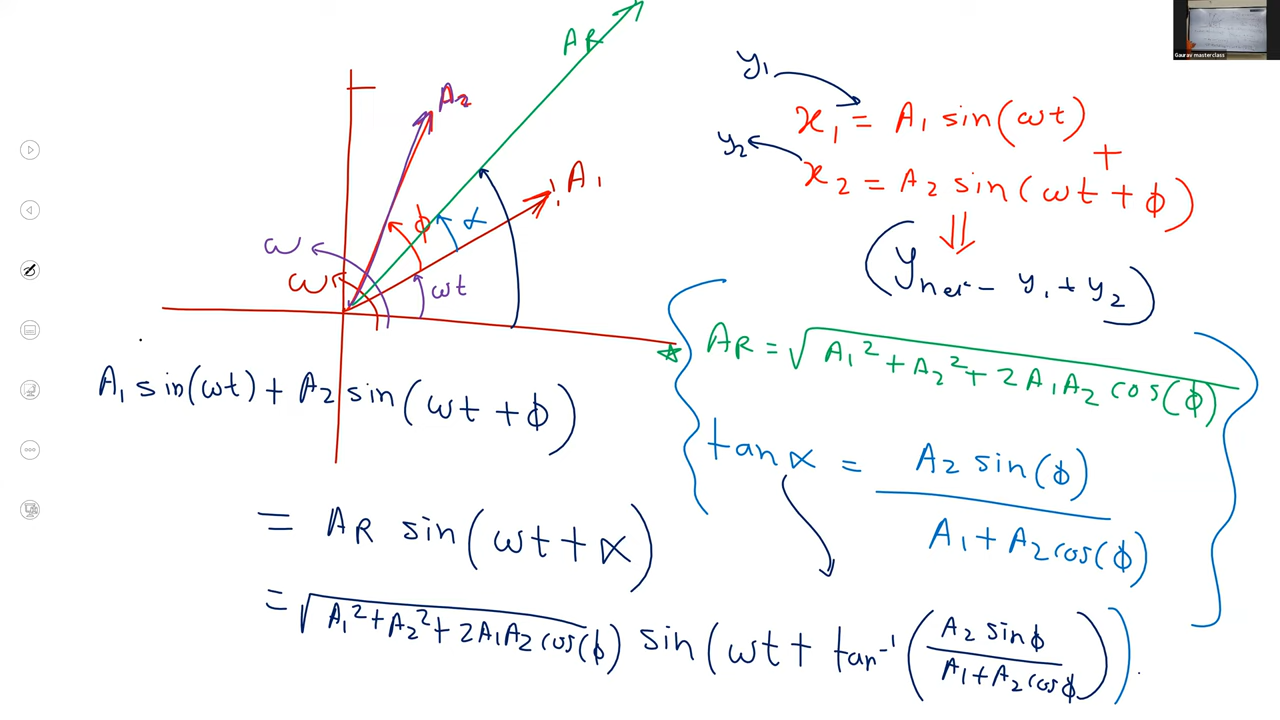 AR
A₂
A₁
ϕ
α
ω
ω
ωt
y₁
x₁ = A₁ sin(ωt)
+
y₂
x₂ = A₂ sin(ωt + ϕ)
⇓
(y_net = y₁ + y₂)
AR = √(A₁² + A₂² + 2A₁A₂ cos(ϕ))
tan α = A₂ sin(ϕ) / (A₁ + A₂ cos(ϕ))
A₁ sin(ωt) + A₂ sin(ωt + ϕ)
= AR sin(ωt + α)
= √(A₁² + A₂² + 2A₁A₂ cos(ϕ)) sin(ωt + tan⁻¹(A₂ sinϕ / (A₁ + A₂ cosϕ)))
Gaurav masterclass